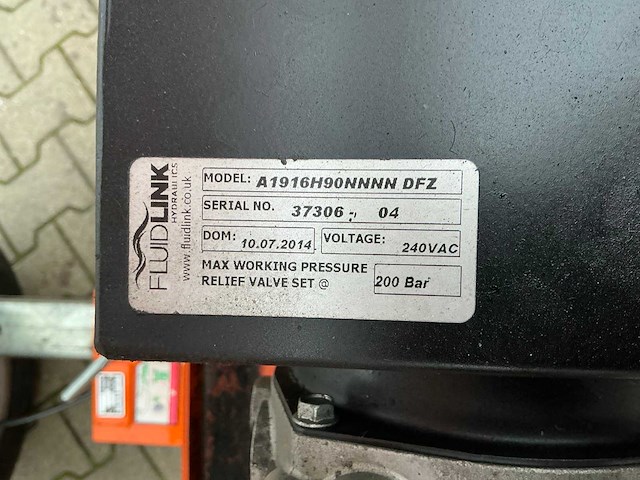 FLUIDLINK
HYDRAULICS
www.fluidlink.co.uk
MODEL: A1916H90NNNN DFZ
SERIAL NO. 37306 - 04
DOM: 10.07.2014 VOLTAGE: 240VAC
MAX WORKING PRESSURE
RELIEF VALVE SET @ 200 Bar